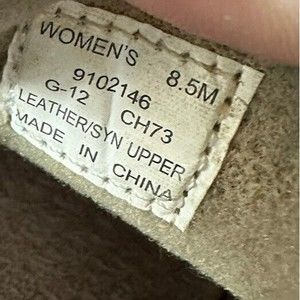 WOMEN'S 8.5M
9102146
G-12 CH73
LEATHER/SYN UPPER
MADE IN CHINA